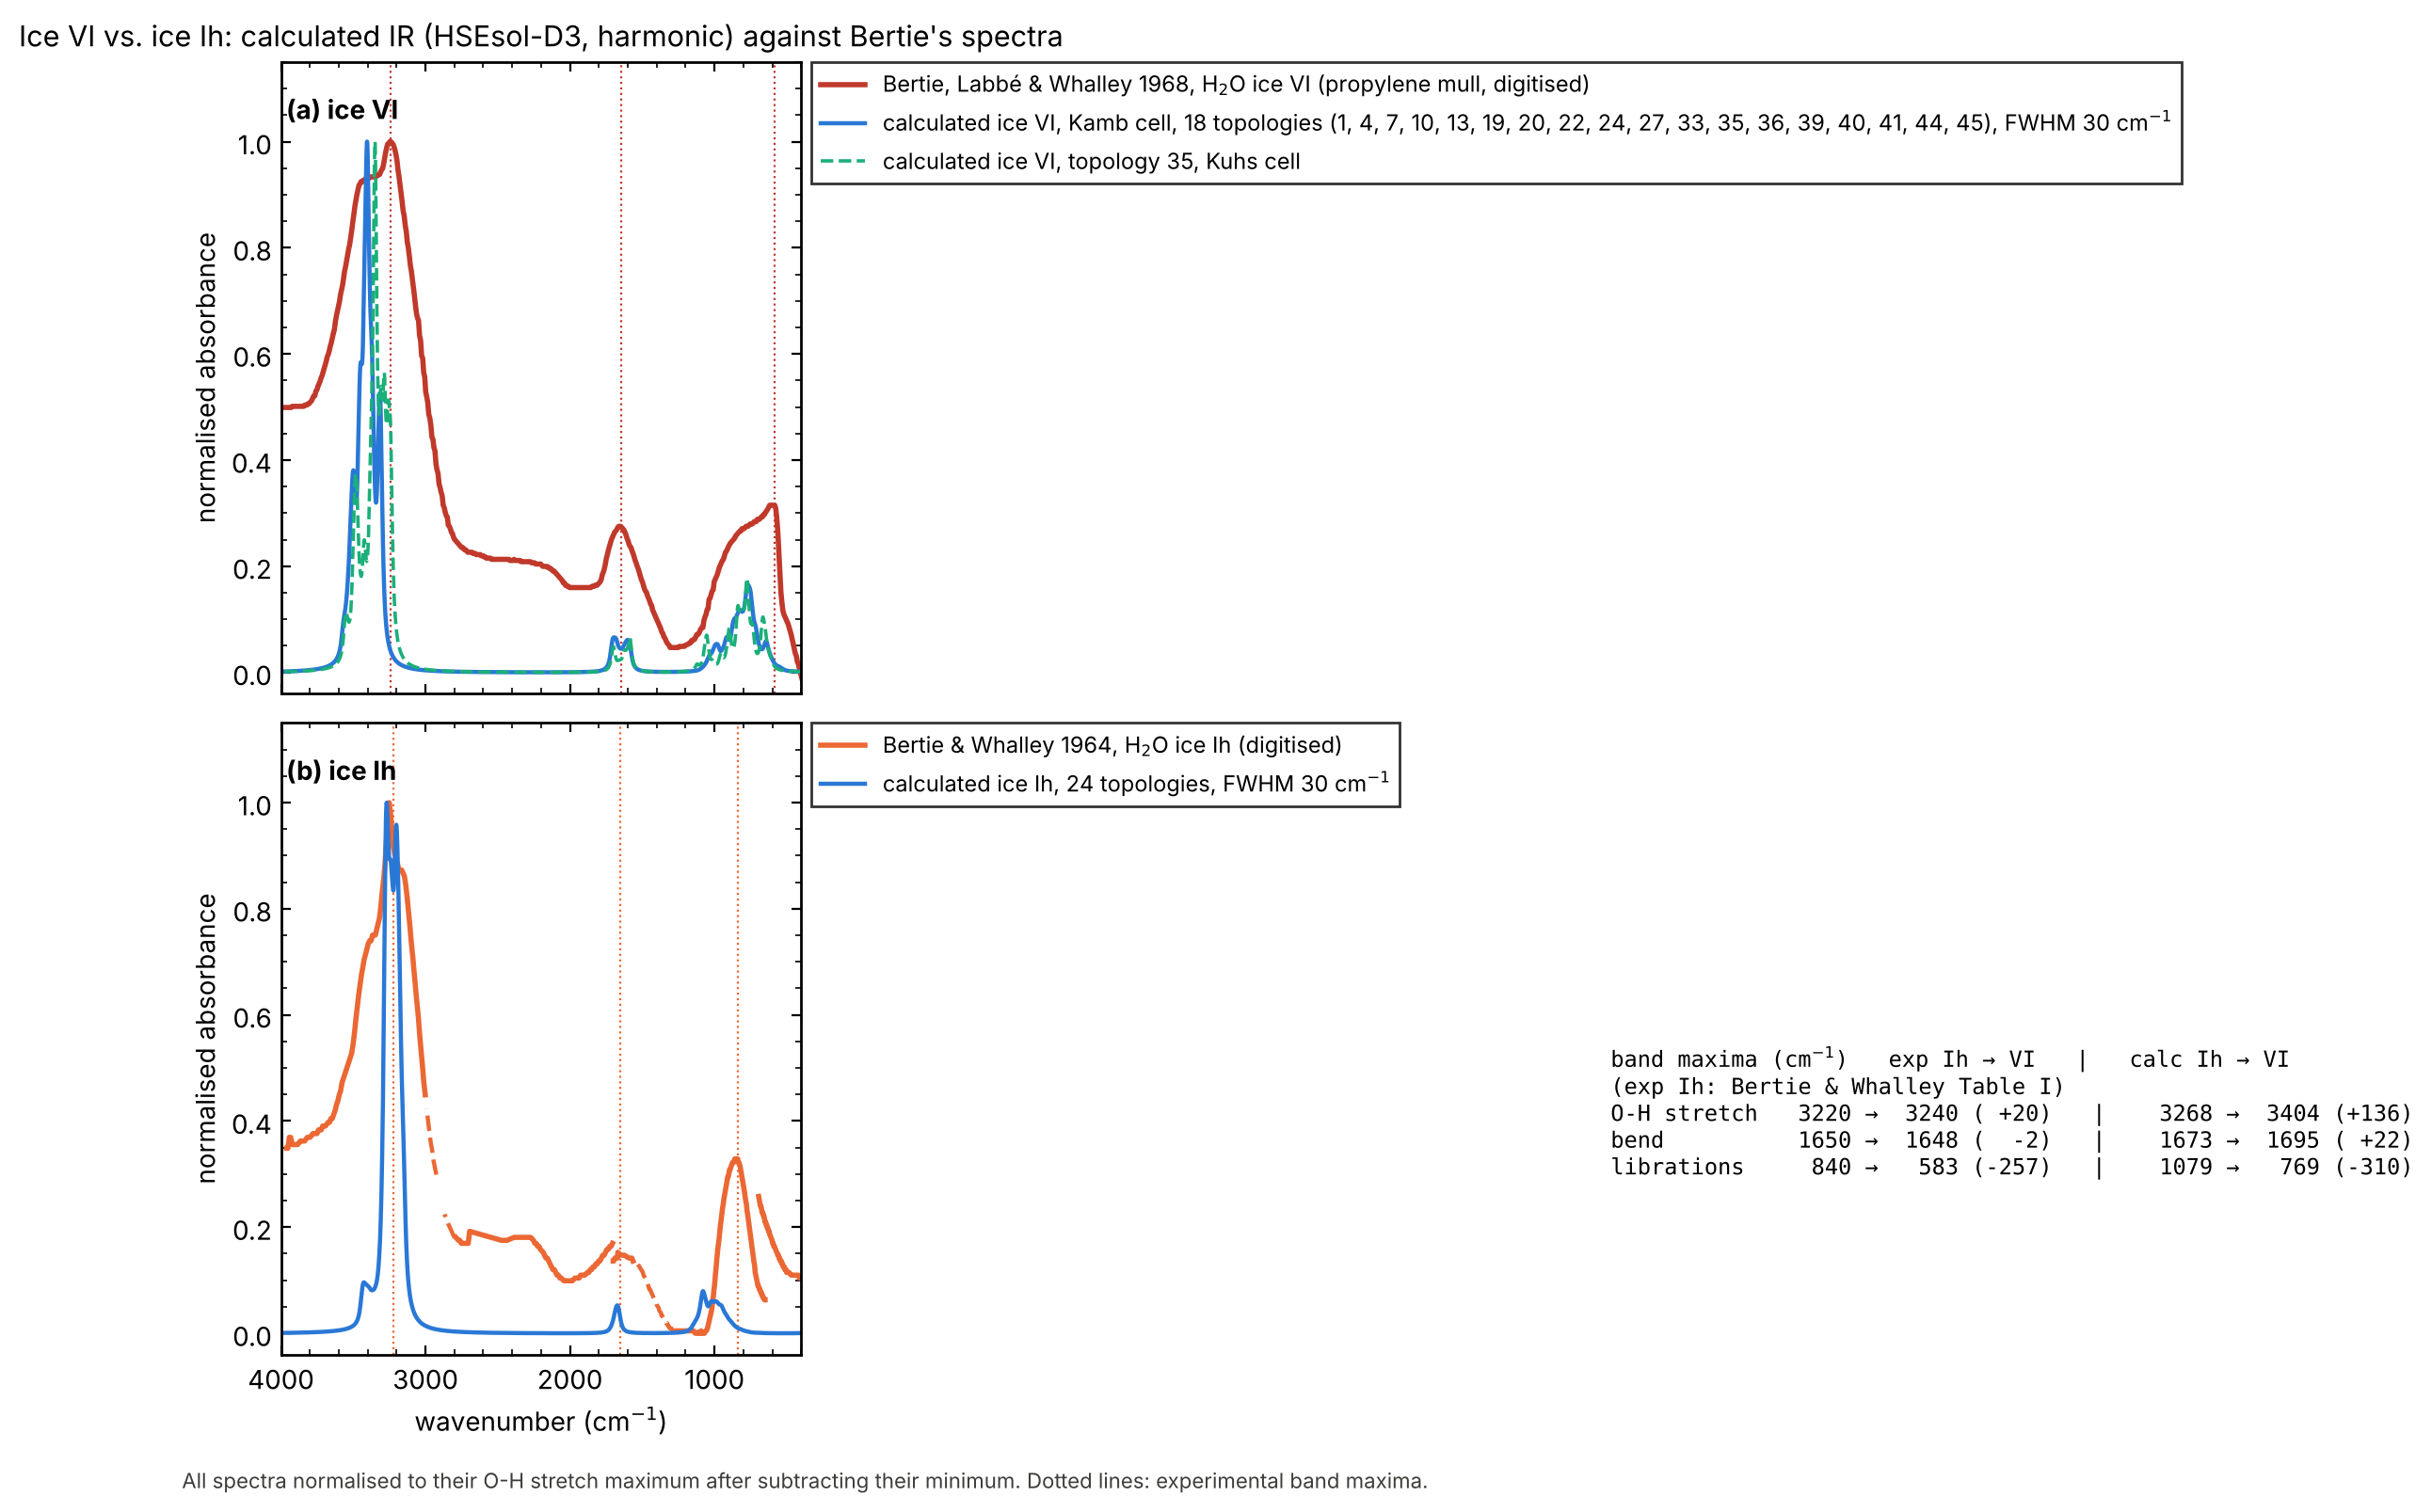 Ice VI vs. ice Ih: calculated IR (HSEsol-D3, harmonic) against Bertie's spectra
(a) ice VI
Bertie, Labbé & Whalley 1968, H₂O ice VI (propylene mull, digitised)
calculated ice VI, Kamb cell, 18 topologies (1, 4, 7, 10, 13, 19, 20, 22, 24, 27, 33, 35, 36, 39, 40, 41, 44, 45), FWHM 30 cm⁻¹
calculated ice VI, topology 35, Kuhs cell
normalised absorbance
1.0
0.8
0.6
0.4
0.2
0.0
(b) ice Ih
Bertie & Whalley 1964, H₂O ice Ih (digitised)
calculated ice Ih, 24 topologies, FWHM 30 cm⁻¹
normalised absorbance
1.0
0.8
0.6
0.4
0.2
0.0
4000 3000 2000 1000
wavenumber (cm⁻¹)
band maxima (cm⁻¹) exp Ih → VI | calc Ih → VI
(exp Ih: Bertie & Whalley Table I)
O-H stretch 3220 → 3240 ( +20) | 3268 → 3404 (+136)
bend 1650 → 1648 ( -2) | 1673 → 1695 ( +22)
librations 840 → 583 (-257) | 1079 → 769 (-310)
All spectra normalised to their O-H stretch maximum after subtracting their minimum. Dotted lines: experimental band maxima.